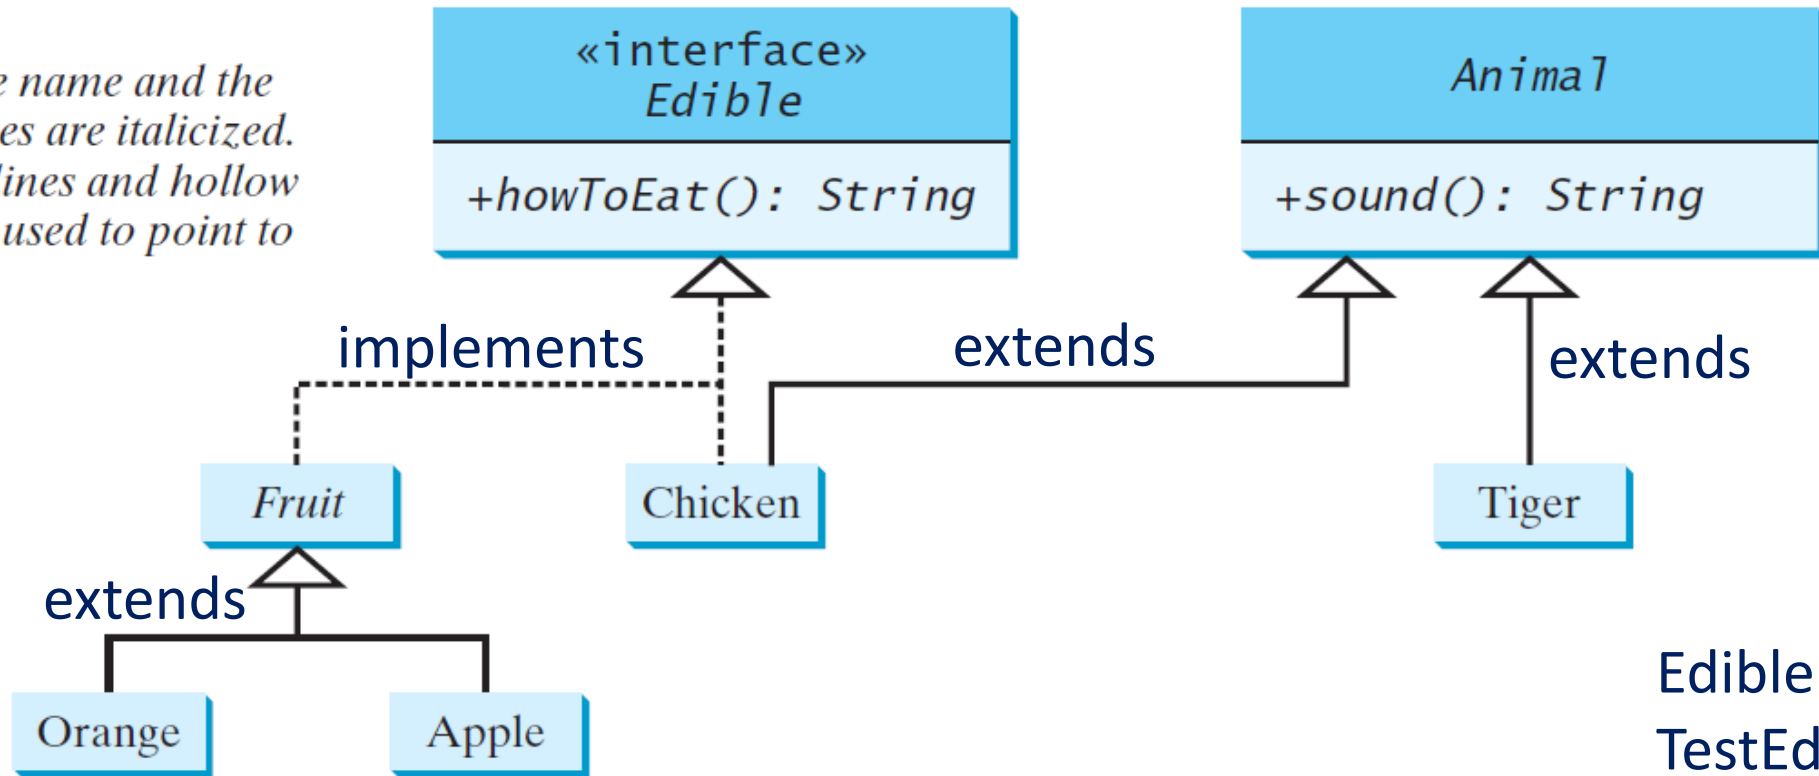 name and the
are italicized.
lines and hollow
used to point to
«interface»
Edible
+howToEat(): String
Animal
+sound(): String
implements
extends
extends
Fruit
Chicken
Tiger
extends
Orange
Apple
Edible